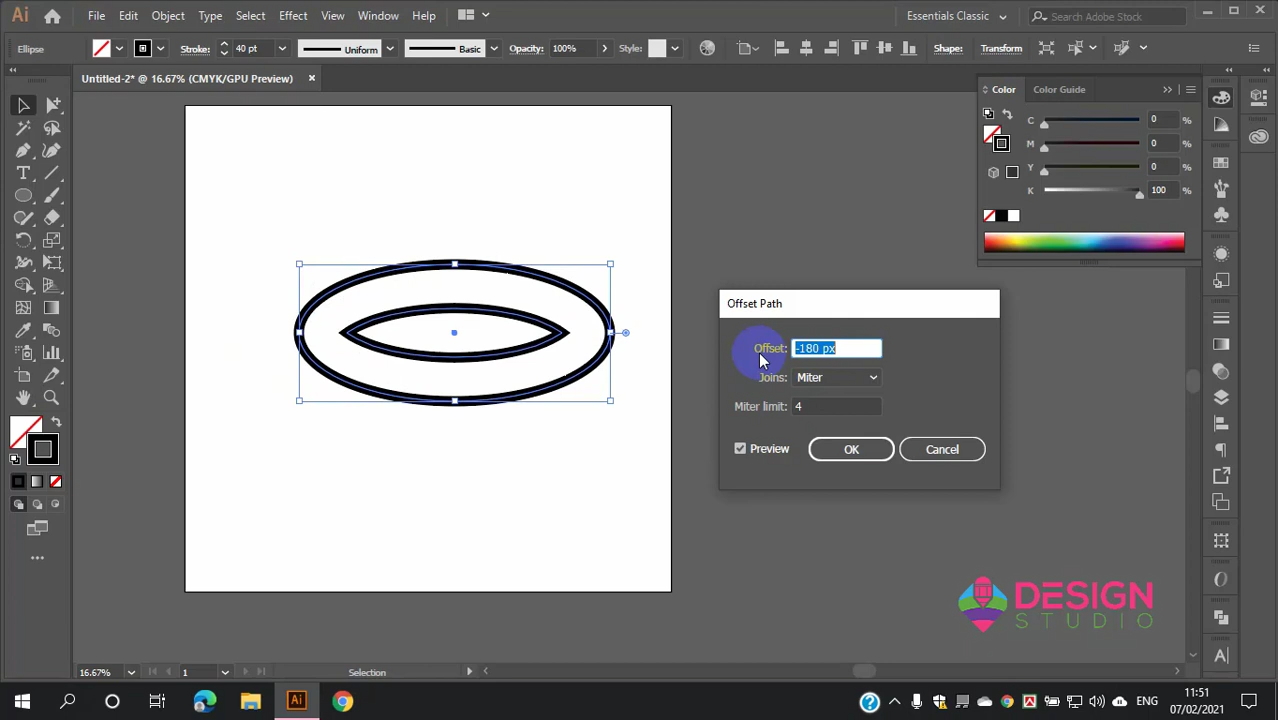 Ai File Edit Object Type Select Effect View Window Help Essentials Classic Search Adobe Stock
Ellipse Stroke: 40 pt Uniform Basic Opacity: 100% Style: Shape: Transform
Untitled-2* @ 16.67% (CMYK/GPU Preview)
Color Color Guide
C 0 %
M 0 %
Y 0 %
K 100 %
Offset Path
Offset: -180 px
Joins: Miter
Miter limit: 4
Preview OK Cancel
DESIGN
STUDIO
16.67% 1 Selection
Ai ENG 11:51
07/02/2021